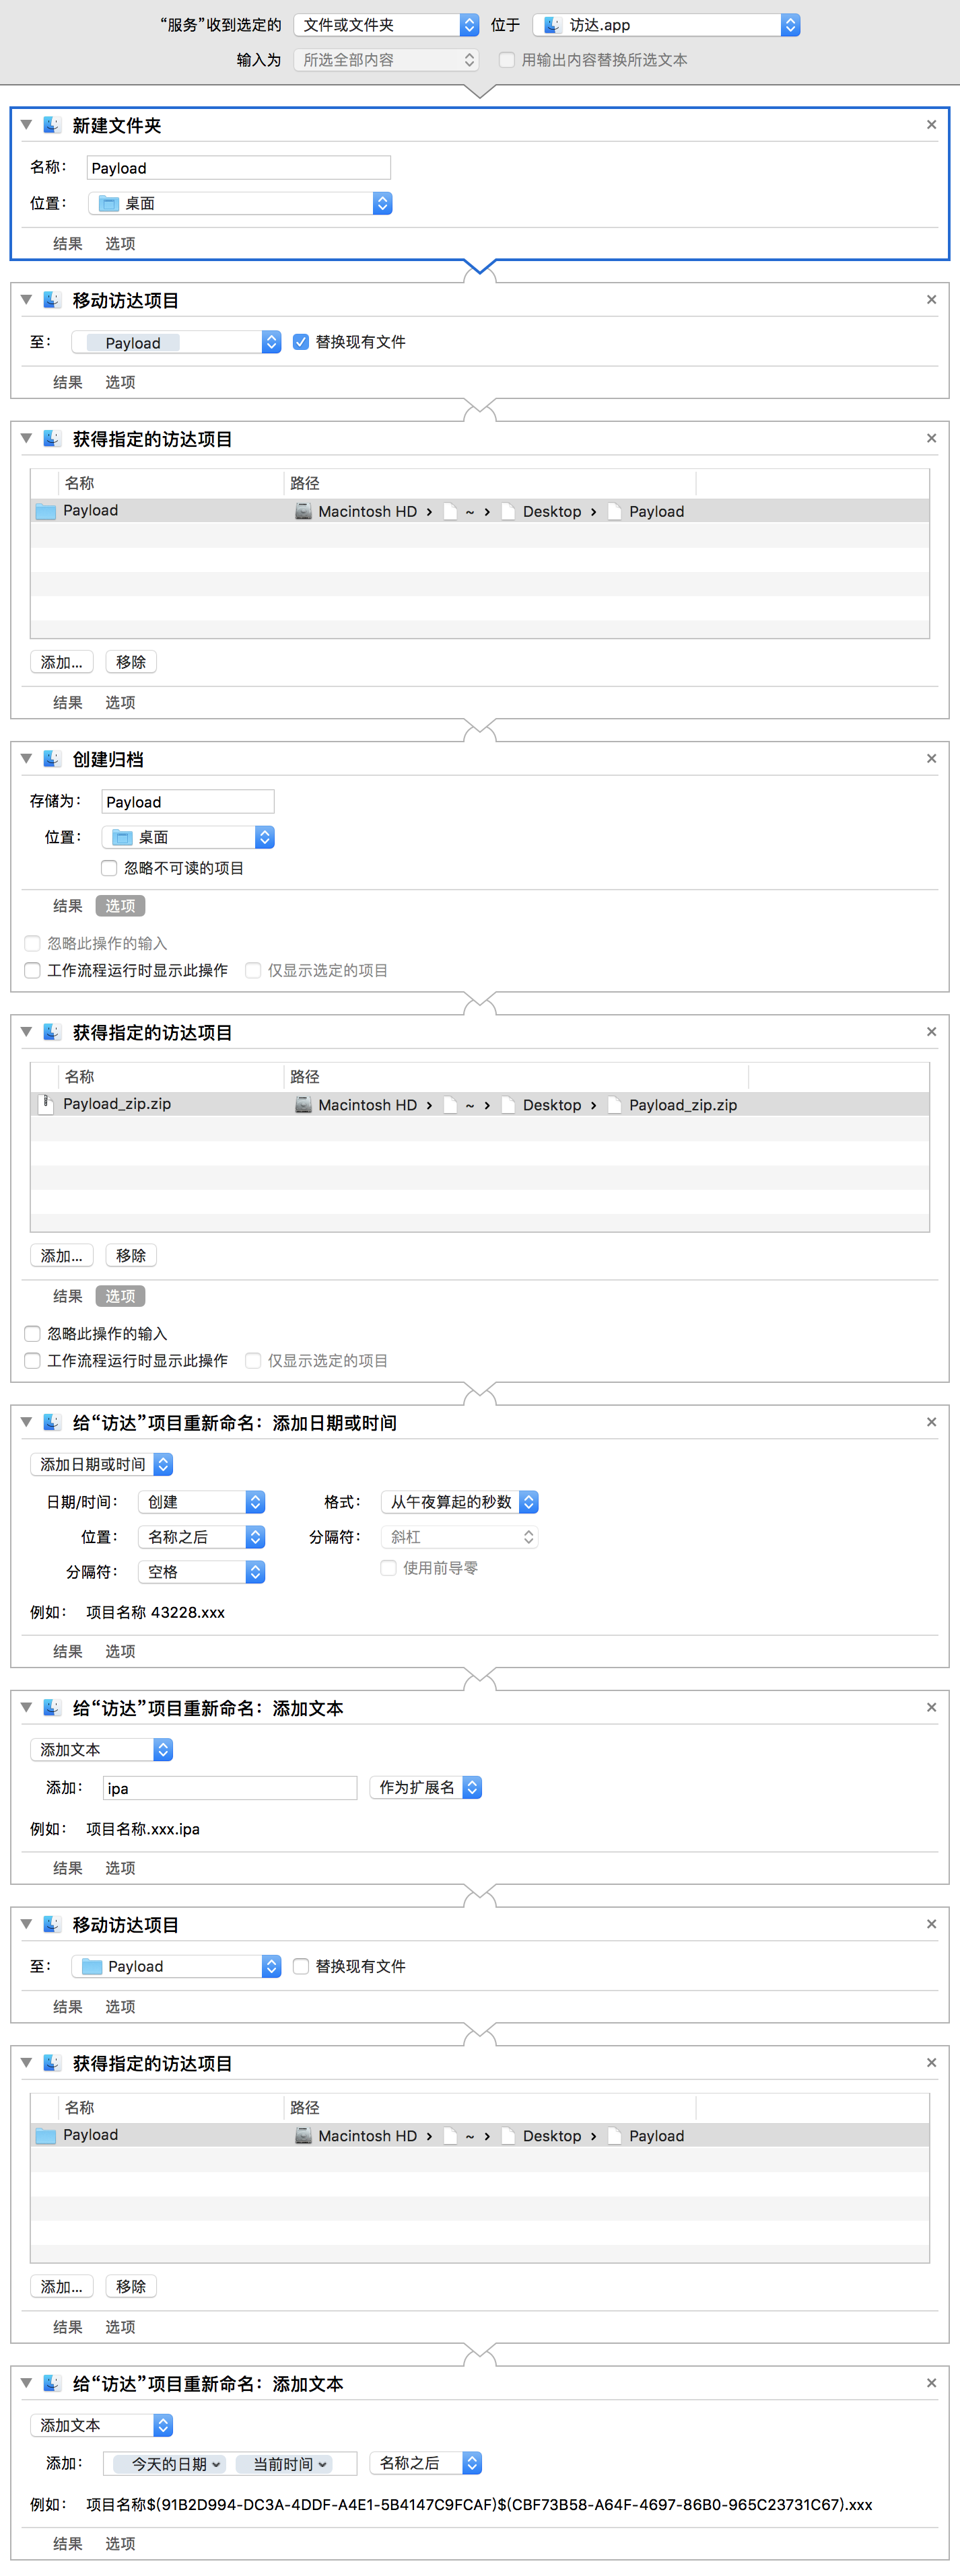 “服务”收到选定的 文件或文件夹 位于 访达.app
输入为 所选全部内容 用输出内容替换所选文本
新建文件夹
名称： Payload
位置： 桌面
结果 选项
移动访达项目
至： Payload 替换现有文件
结果 选项
获得指定的访达项目
名称 路径
Payload Macintosh HD › ~ › Desktop › Payload
添加... 移除
结果 选项
创建归档
存储为： Payload
位置： 桌面
忽略不可读的项目
结果 选项
忽略此操作的输入
工作流程运行时显示此操作 仅显示选定的项目
获得指定的访达项目
名称 路径
Payload_zip.zip Macintosh HD › ~ › Desktop › Payload_zip.zip
添加... 移除
结果 选项
忽略此操作的输入
工作流程运行时显示此操作 仅显示选定的项目
给“访达”项目重新命名：添加日期或时间
添加日期或时间
日期/时间： 创建 格式： 从午夜算起的秒数
位置： 名称之后 分隔符： 斜杠
分隔符： 空格 使用前导零
例如： 项目名称 43228.xxx
结果 选项
给“访达”项目重新命名：添加文本
添加文本
添加： ipa 作为扩展名
例如： 项目名称.xxx.ipa
结果 选项
移动访达项目
至： Payload 替换现有文件
结果 选项
获得指定的访达项目
名称 路径
Payload Macintosh HD › ~ › Desktop › Payload
添加... 移除
结果 选项
给“访达”项目重新命名：添加文本
添加文本
添加： 今天的日期 当前时间 名称之后
例如： 项目名称$(91B2D994-DC3A-4DDF-A4E1-5B4147C9FCAF)$(CBF73B58-A64F-4697-86B0-965C23731C67).xxx
结果 选项